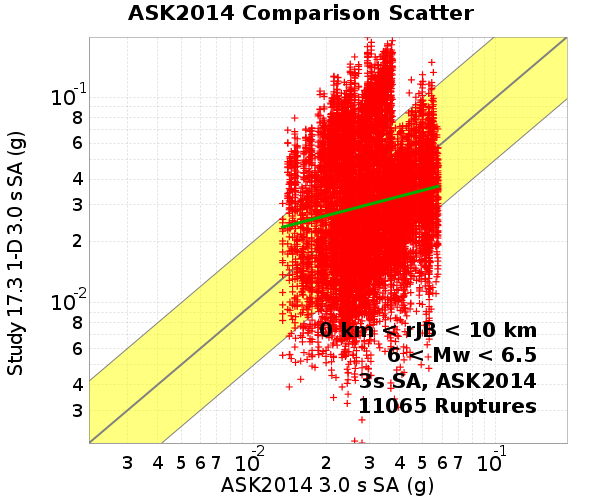 ASK2014 Comparison Scatter
Study 17.3 1-D 3.0 s SA (g)
10-1
8
6
4
3
2
10-2
8
6
4
3
0 km < rJB < 10 km
6 < Mw < 6.5
3s SA, ASK2014
11065 Ruptures
3 4 5 6 7 10-2 2 3 4 5 6 7 10-1
ASK2014 3.0 s SA (g)